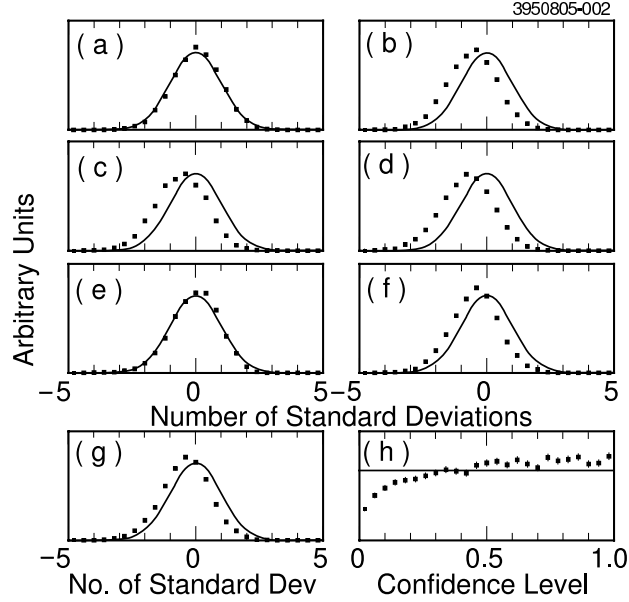 3950805-002
( a )
( b )
( c )
( d )
( e )
( f )
Arbitrary Units
−5 0 5 −5 0 5
Number of Standard Deviations
( g )
( h )
−5 0 5 0 0.5 1.0
No. of Standard Dev
Confidence Level